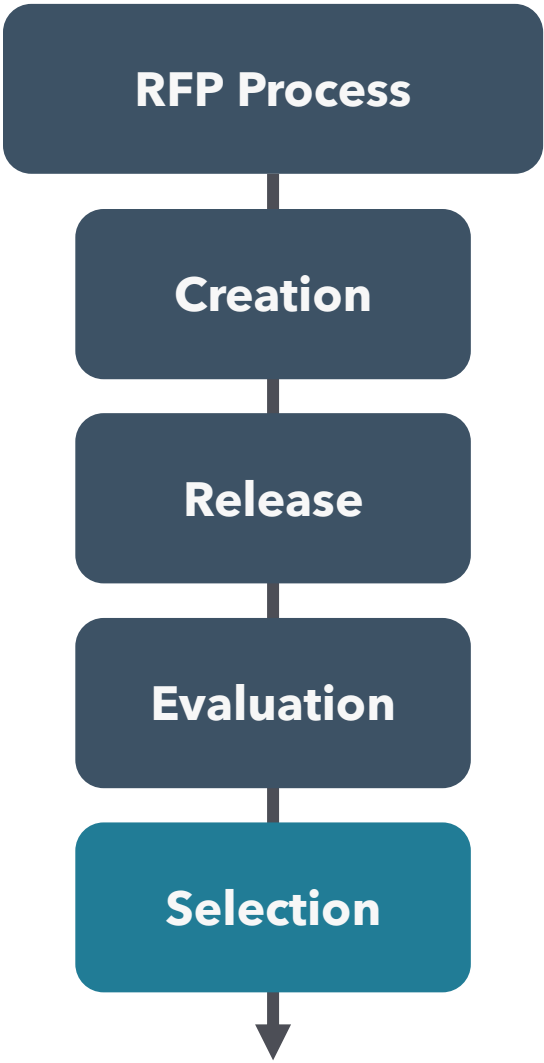 RFP Process
Creation
Release
Evaluation
Selection